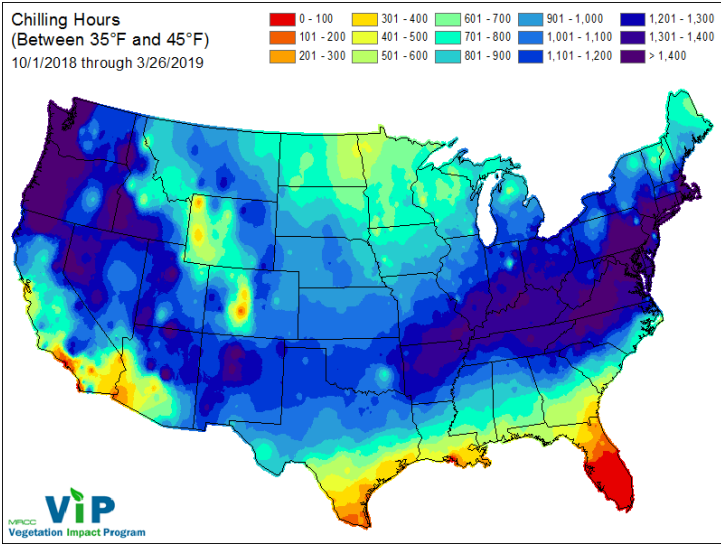 Chilling Hours
(Between 35°F and 45°F)
10/1/2018 through 3/26/2019
0 - 100
101 - 200
201 - 300
301 - 400
401 - 500
501 - 600
601 - 700
701 - 800
801 - 900
901 - 1,000
1,001 - 1,100
1,101 - 1,200
1,201 - 1,300
1,301 - 1,400
> 1,400
MRCC
ViP
Vegetation Impact Program